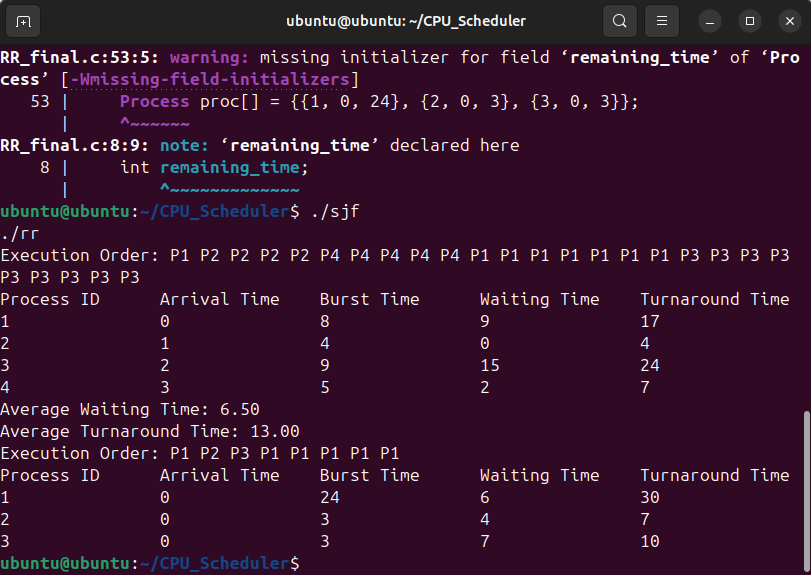 ubuntu@ubuntu: ~/CPU_Scheduler
RR_final.c:53:5: warning: missing initializer for field ‘remaining_time’ of ‘Pro
cess’ [-Wmissing-field-initializers]
   53 |     Process proc[] = {{1, 0, 24}, {2, 0, 3}, {3, 0, 3}};
      |     ^~~~~~~
RR_final.c:8:9: note: ‘remaining_time’ declared here
    8 |     int remaining_time;
      |         ^~~~~~~~~~~~~~
ubuntu@ubuntu:~/CPU_Scheduler$ ./sjf
./rr
Execution Order: P1 P2 P2 P2 P2 P4 P4 P4 P4 P4 P1 P1 P1 P1 P1 P1 P1 P3 P3 P3 P3
P3 P3 P3 P3 P3
Process ID      Arrival Time    Burst Time      Waiting Time    Turnaround Time
1               0               8               9               17
2               1               4               0               4
3               2               9               15              24
4               3               5               2               7
Average Waiting Time: 6.50
Average Turnaround Time: 13.00
Execution Order: P1 P2 P3 P1 P1 P1 P1 P1
Process ID      Arrival Time    Burst Time      Waiting Time    Turnaround Time
1               0               24              6               30
2               0               3               4               7
3               0               3               7               10
ubuntu@ubuntu:~/CPU_Scheduler$